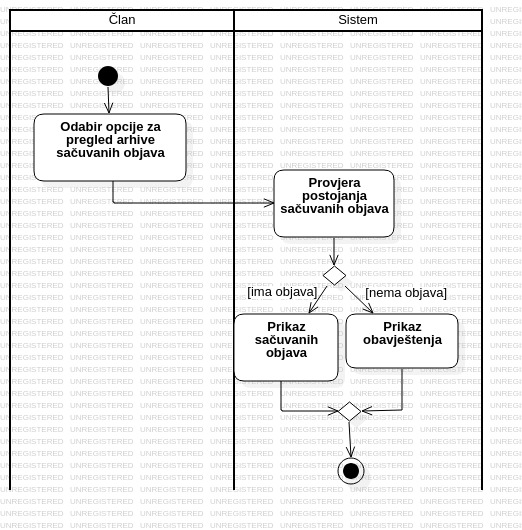 Član
Sistem
Odabir opcije za
pregled arhive
sačuvanih objava
Provjera
postojanja
sačuvanih objava
[ima objava]
[nema objava]
Prikaz
sačuvanih
objava
Prikaz
obavještenja
UNREGISTERED